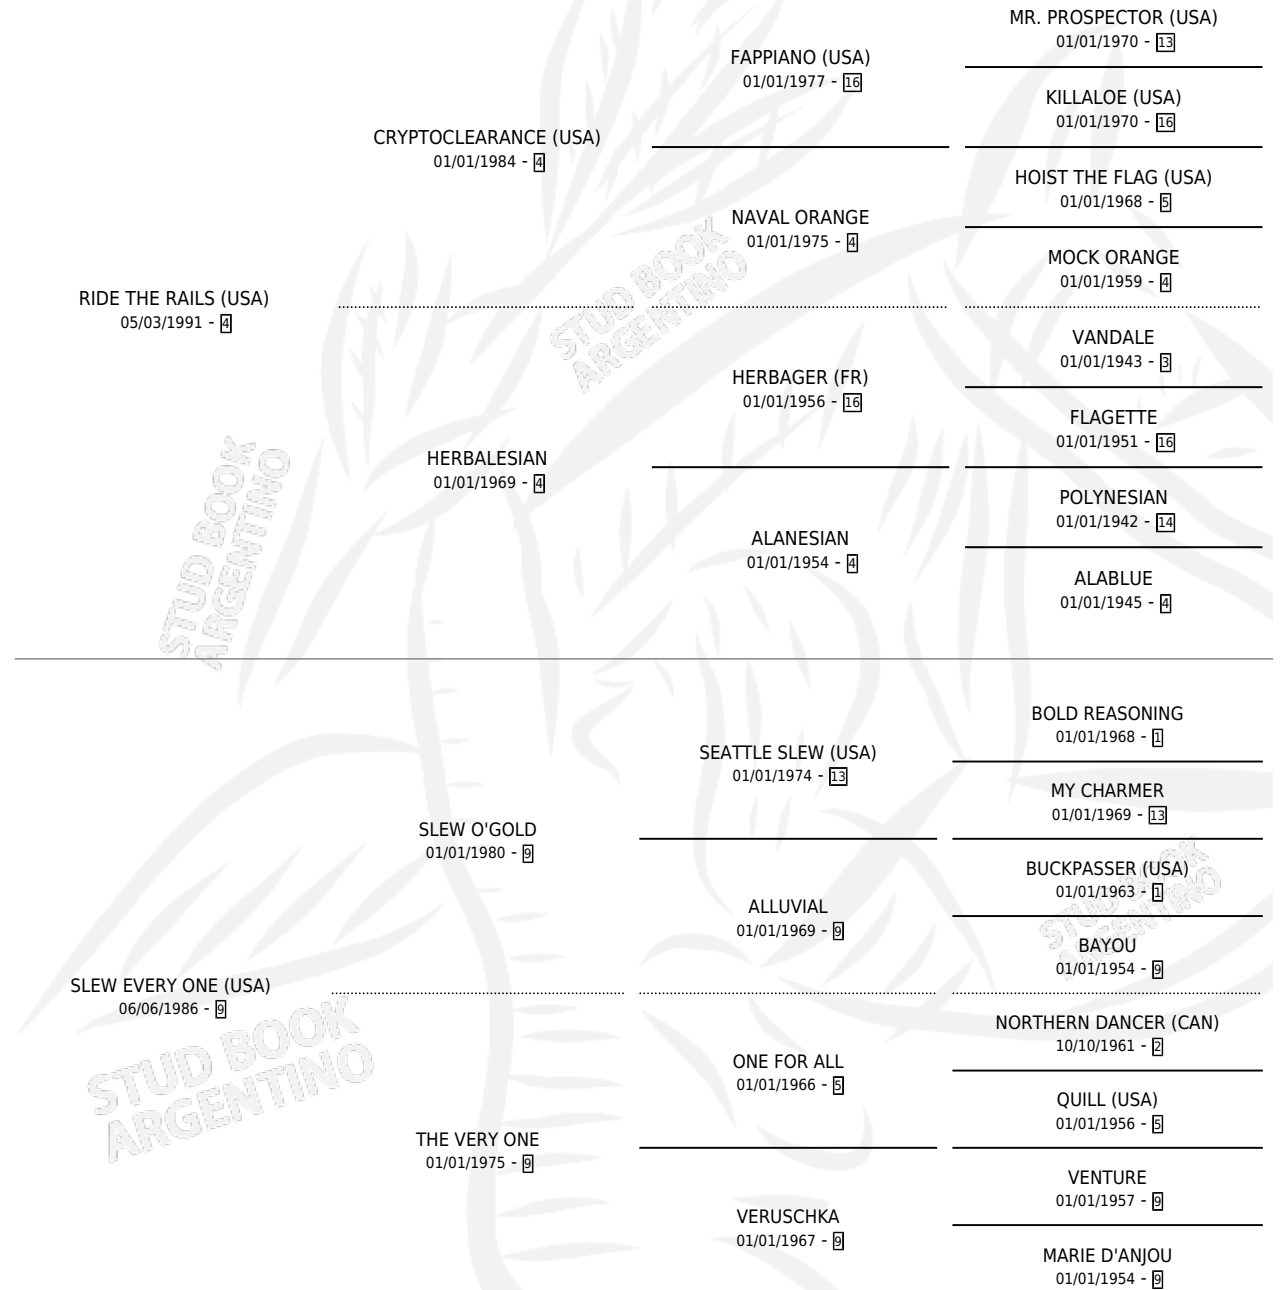 MR. PROSPECTOR (USA)
01/01/1970 - 13
FAPPIANO (USA)
01/01/1977 - 16
KILLALOE (USA)
01/01/1970 - 16
CRYPTOCLEARANCE (USA)
01/01/1984 - 4
HOIST THE FLAG (USA)
01/01/1968 - 5
NAVAL ORANGE
01/01/1975 - 4
MOCK ORANGE
01/01/1959 - 4
RIDE THE RAILS (USA)
05/03/1991 - 4
VANDALE
01/01/1943 - 3
HERBAGER (FR)
01/01/1956 - 16
FLAGETTE
01/01/1951 - 16
HERBALESIAN
01/01/1969 - 4
POLYNESIAN
01/01/1942 - 14
ALANESIAN
01/01/1954 - 4
ALABLUE
01/01/1945 - 4
BOLD REASONING
01/01/1968 - 1
SEATTLE SLEW (USA)
01/01/1974 - 13
MY CHARMER
01/01/1969 - 13
SLEW O'GOLD
01/01/1980 - 9
BUCKPASSER (USA)
01/01/1963 - 1
ALLUVIAL
01/01/1969 - 9
BAYOU
01/01/1954 - 9
SLEW EVERY ONE (USA)
06/06/1986 - 9
NORTHERN DANCER (CAN)
10/10/1961 - 2
ONE FOR ALL
01/01/1966 - 5
QUILL (USA)
01/01/1956 - 5
THE VERY ONE
01/01/1975 - 9
VENTURE
01/01/1957 - 9
VERUSCHKA
01/01/1967 - 9
MARIE D'ANJOU
01/01/1954 - 9
STUD BOOK
ARGENTINO
STUD BOOK
ARGENTINO
STUD BOOK
ARGENTINO
STUD BOOK
ARGENTINO